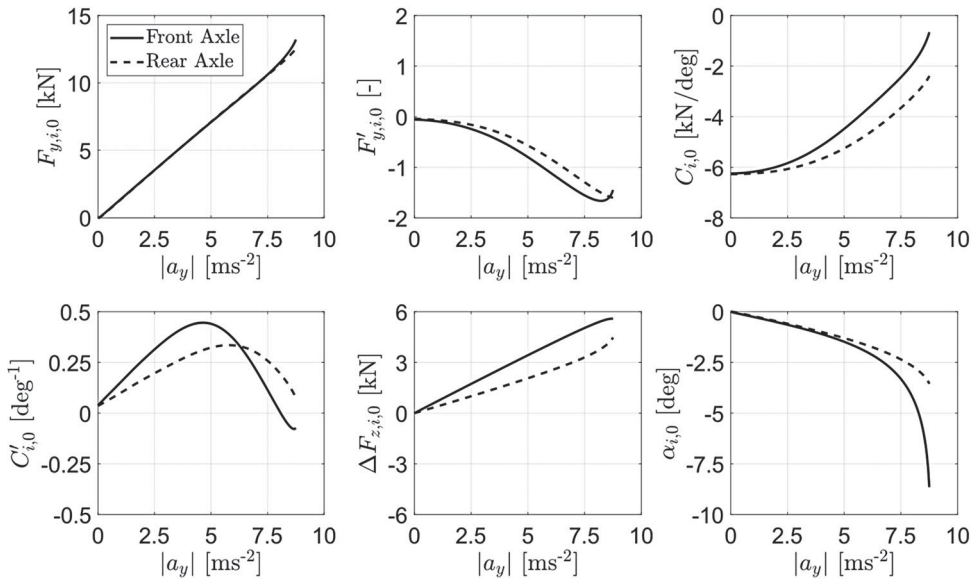 F_{y,i,0} [kN]
15
10
5
0
Front Axle
Rear Axle
0 2.5 5 7.5 10
|a_y| [ms⁻²]
F'_{y,i,0} [-]
2
1
0
-1
-2
0 2.5 5 7.5 10
|a_y| [ms⁻²]
C_{i,0} [kN/deg]
0
-2
-4
-6
-8
0 2.5 5 7.5 10
|a_y| [ms⁻²]
C'_{i,0} [deg⁻¹]
0.5
0.25
0
-0.25
-0.5
0 2.5 5 7.5 10
|a_y| [ms⁻²]
ΔF_{z,i,0} [kN]
6
3
0
-3
-6
0 2.5 5 7.5 10
|a_y| [ms⁻²]
α_{i,0} [deg]
0
-2.5
-5
-7.5
-10
0 2.5 5 7.5 10
|a_y| [ms⁻²]